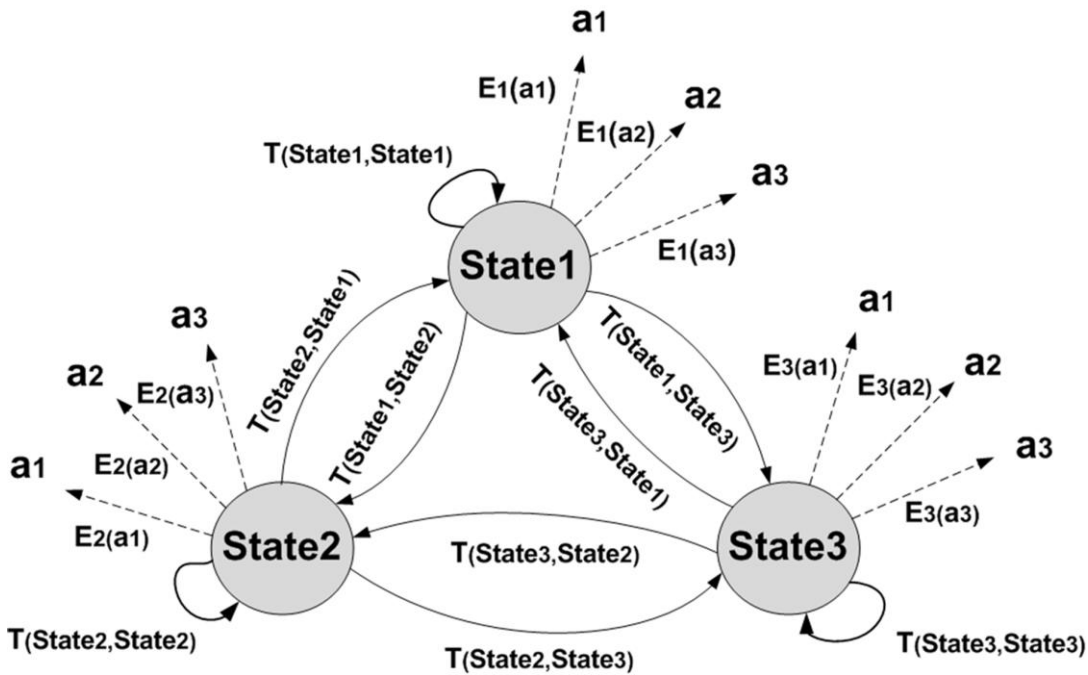 a1
E1(a1)
a2
E1(a2)
T(State1,State1)
a3
E1(a3)
State1
a3
a1
T(State2,State1)
T(State1,State2)
T(State1,State3)
T(State3,State1)
a2
E2(a3)
E3(a1)
E3(a2)
a2
a1
E2(a2)
a3
E2(a1)
E3(a3)
State2
T(State3,State2)
State3
T(State2,State2)
T(State2,State3)
T(State3,State3)